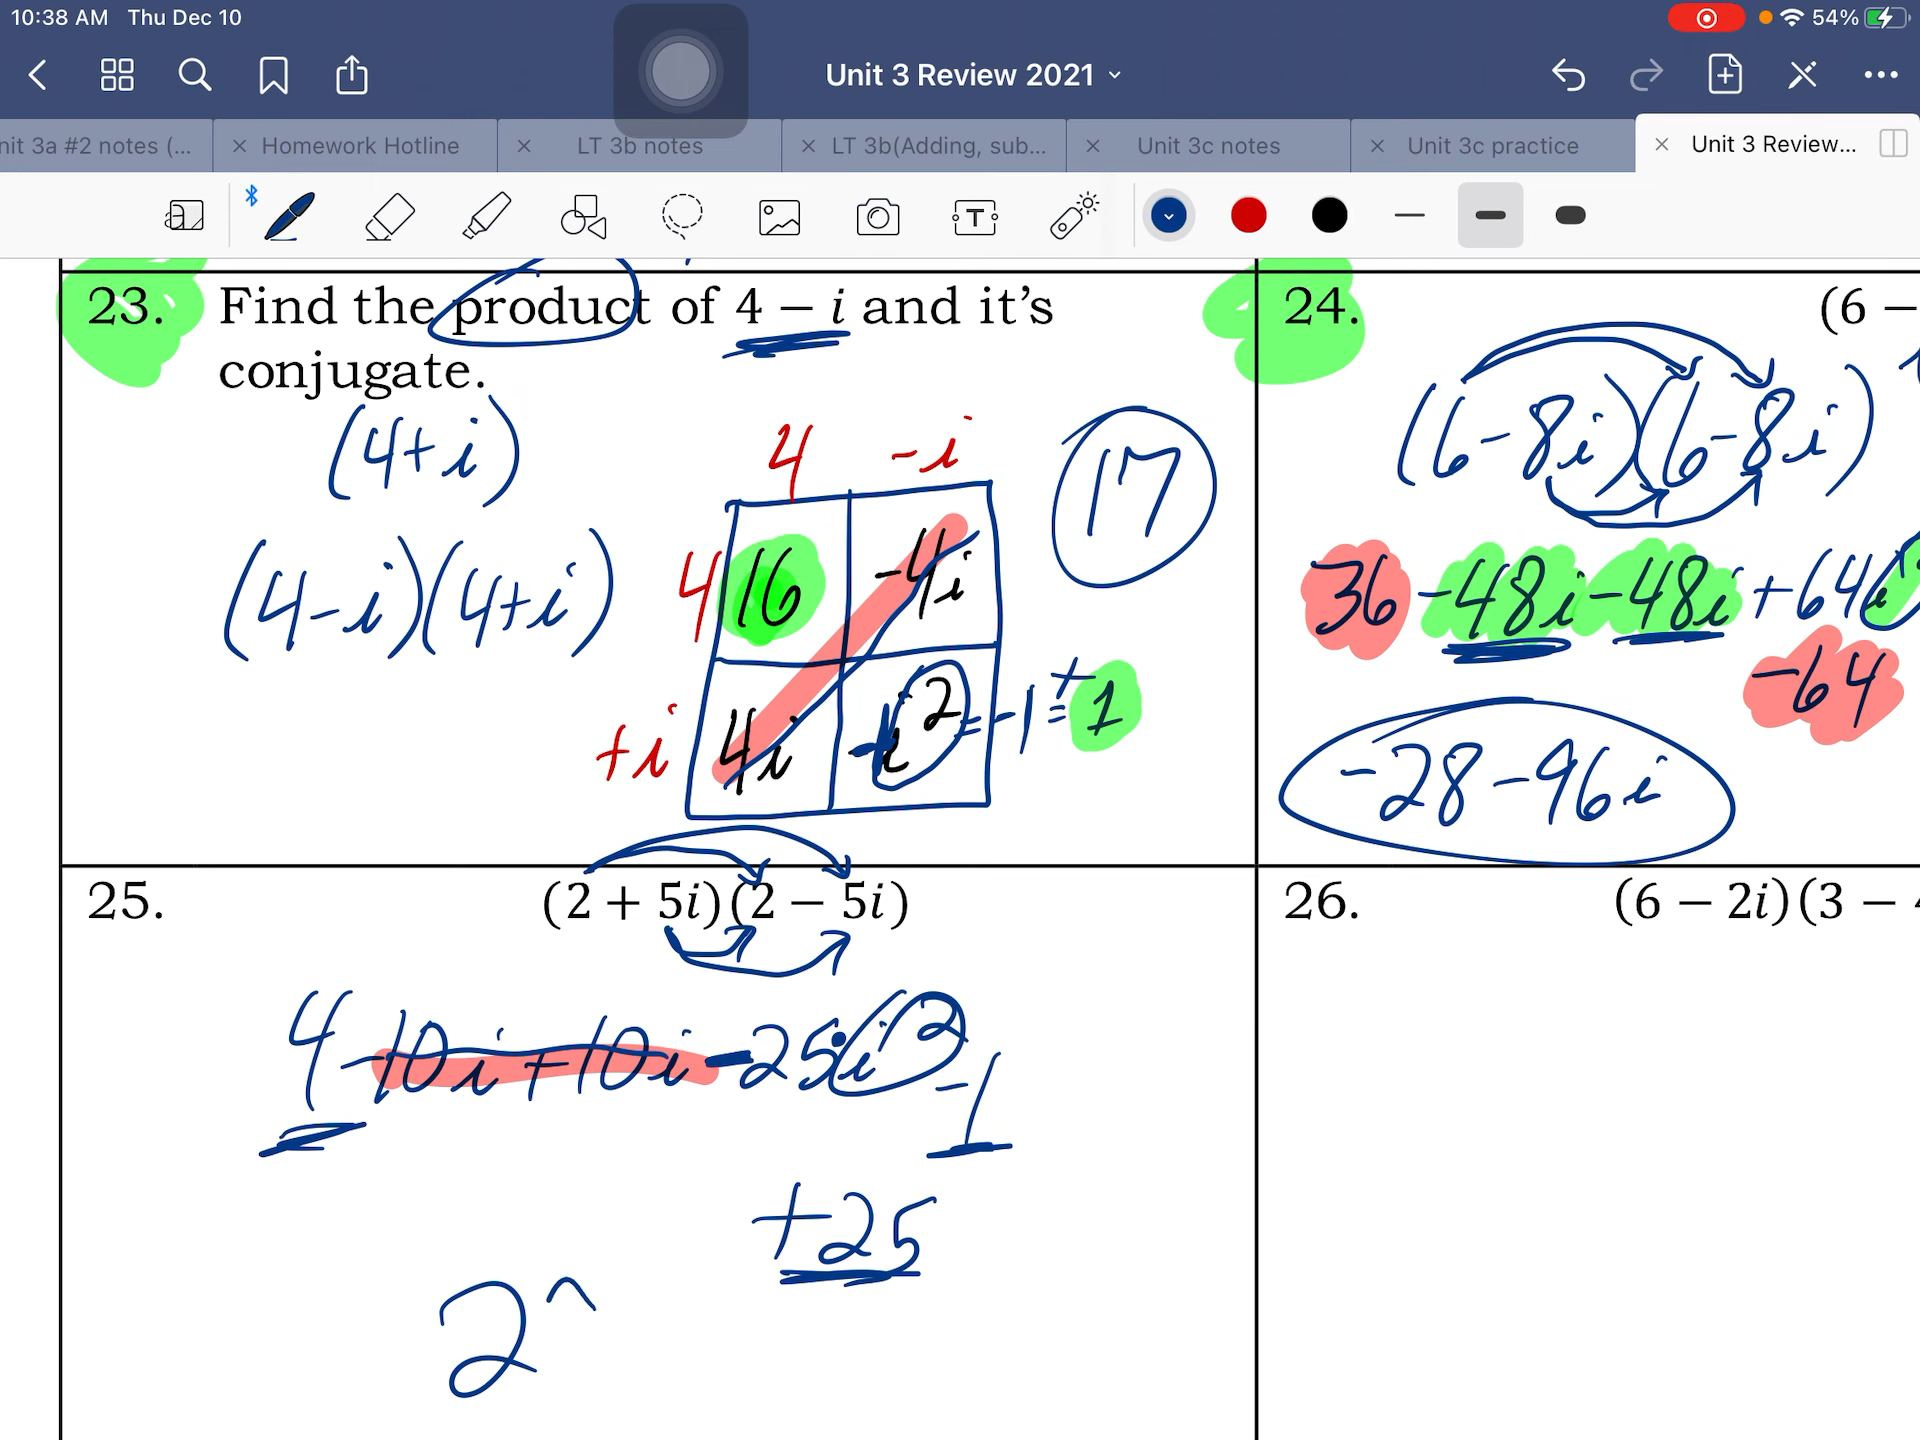 10:38 AM Thu Dec 10
54%
Unit 3 Review 2021
nit 3a #2 notes (...
Homework Hotline
LT 3b notes
LT 3b(Adding, sub...
Unit 3c notes
Unit 3c practice
Unit 3 Review...
23. Find the product of 4 − i and it's
conjugate.
(4+i)
(4-i)(4+i)
4 -i
4 16 -4i
+i 4i -i² = -1 = +1
17
24. (6 −
(6-8i)(6-8i)
36 -48i -48i +64i
-64
-28-96i
25. (2 + 5i)(2 − 5i)
4 -10i +10i -25i²
-1
+25
2
26. (6 − 2i)(3 −